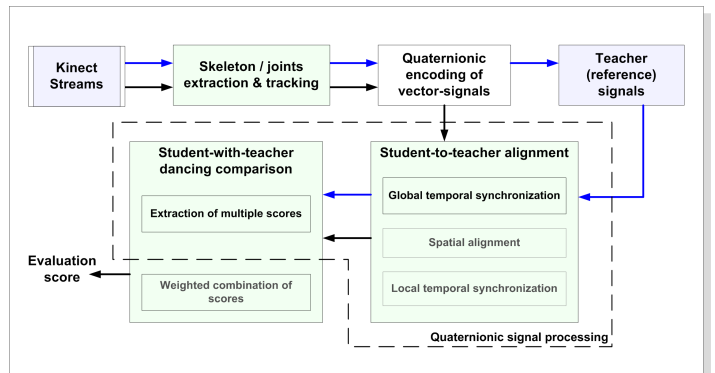 Kinect
Streams
Skeleton / joints
extraction & tracking
Quaternionic
encoding of
vector-signals
Teacher
(reference)
signals
Student-with-teacher
dancing comparison
Extraction of multiple scores
Weighted combination of
scores
Student-to-teacher alignment
Global temporal synchronization
Spatial alignment
Local temporal synchronization
Evaluation
score
Quaternionic signal processing